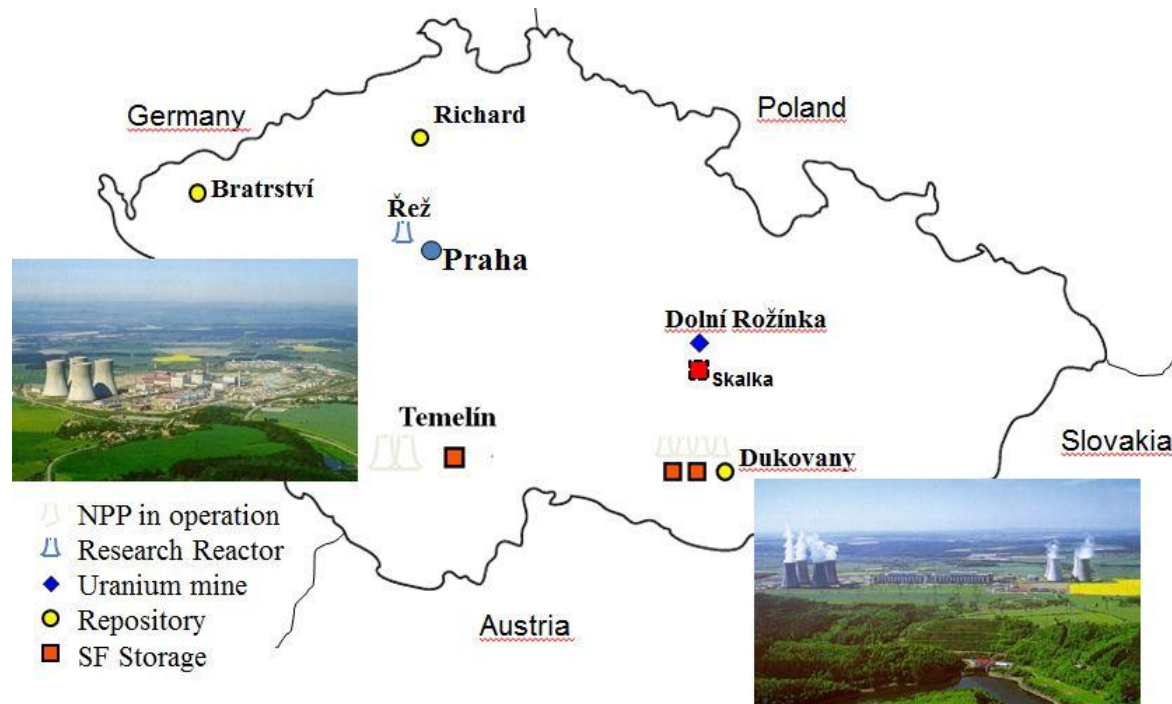 Germany
Poland
Richard
Bratrství
Řež
Praha
Dolní Rožínka
Skalka
Temelín
Dukovany
Slovakia
NPP in operation
Research Reactor
Uranium mine
Repository
SF Storage
Austria